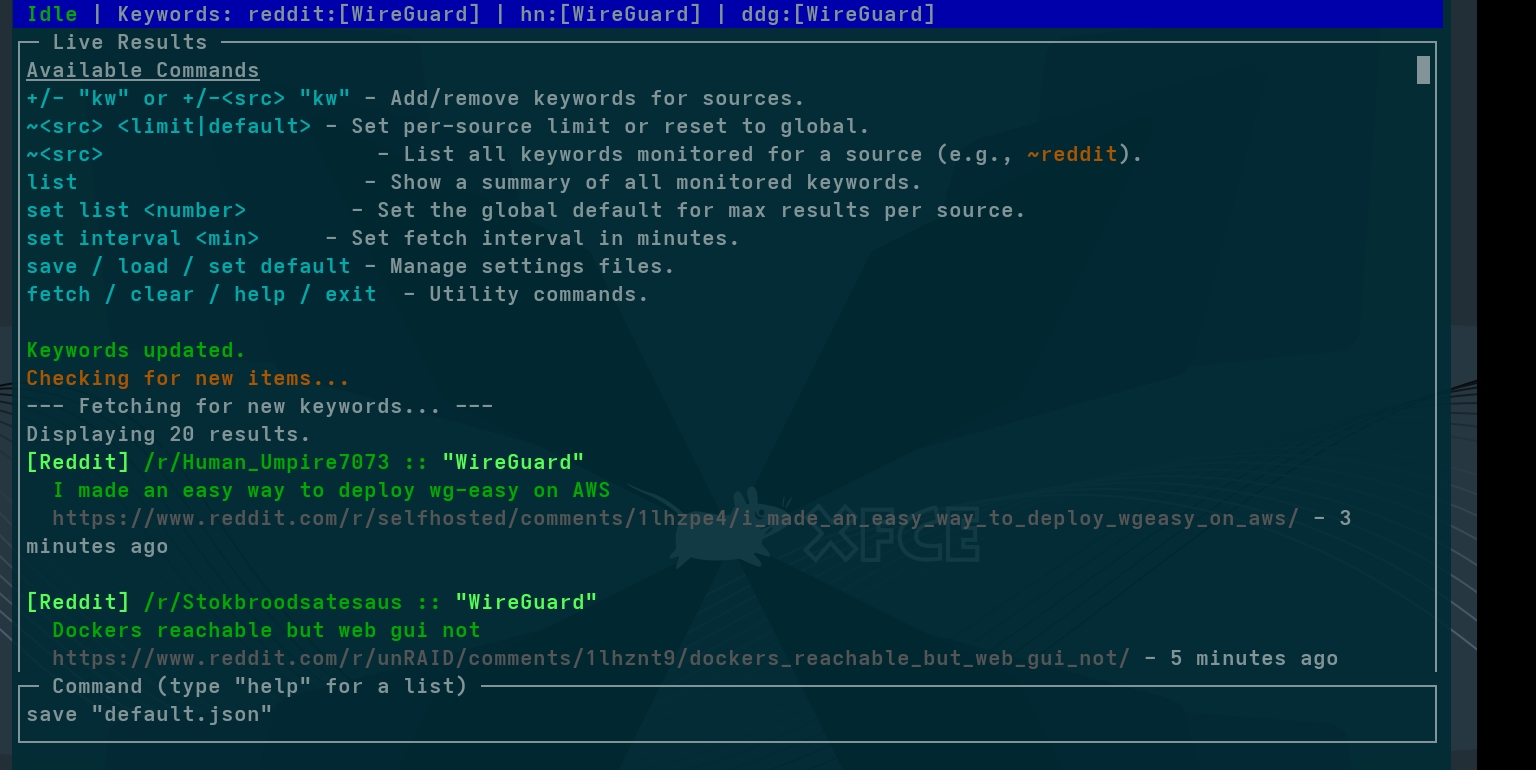 Idle | Keywords: reddit:[WireGuard] | hn:[WireGuard] | ddg:[WireGuard]
Live Results
Available Commands
+/- "kw" or +/-<src> "kw" - Add/remove keywords for sources.
~<src> <limit|default> - Set per-source limit or reset to global.
~<src> - List all keywords monitored for a source (e.g., ~reddit).
list - Show a summary of all monitored keywords.
set list <number> - Set the global default for max results per source.
set interval <min> - Set fetch interval in minutes.
save / load / set default - Manage settings files.
fetch / clear / help / exit - Utility commands.
Keywords updated.
Checking for new items...
--- Fetching for new keywords... ---
Displaying 20 results.
[Reddit] /r/Human_Umpire7073 :: "WireGuard"
I made an easy way to deploy wg-easy on AWS
https://www.reddit.com/r/selfhosted/comments/1lhzpe4/i_made_an_easy_way_to_deploy_wgeasy_on_aws/ - 3
minutes ago
XFCE
[Reddit] /r/Stokbroodsatesaus :: "WireGuard"
Dockers reachable but web gui not
https://www.reddit.com/r/unRAID/comments/1lhznt9/dockers_reachable_but_web_gui_not/ - 5 minutes ago
Command (type "help" for a list)
save "default.json"